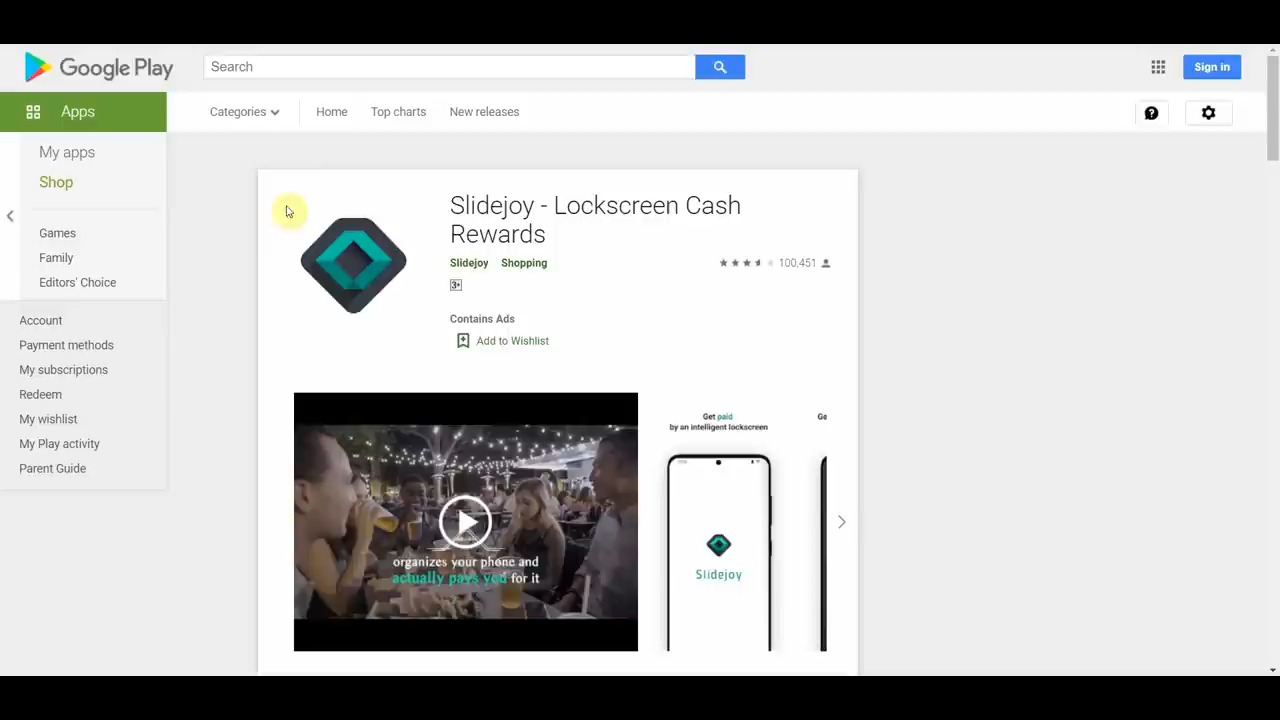 Google Play
Search
Sign in
Apps
Categories
Home
Top charts
New releases
My apps
Shop
Games
Family
Editors' Choice
Account
Payment methods
My subscriptions
Redeem
My wishlist
My Play activity
Parent Guide
Slidejoy - Lockscreen Cash
Rewards
Slidejoy Shopping
100,451
3+
Contains Ads
Add to Wishlist
organizes your phone and
actually pays you for it
Get paid
by an intelligent lockscreen
Slidejoy
Ge